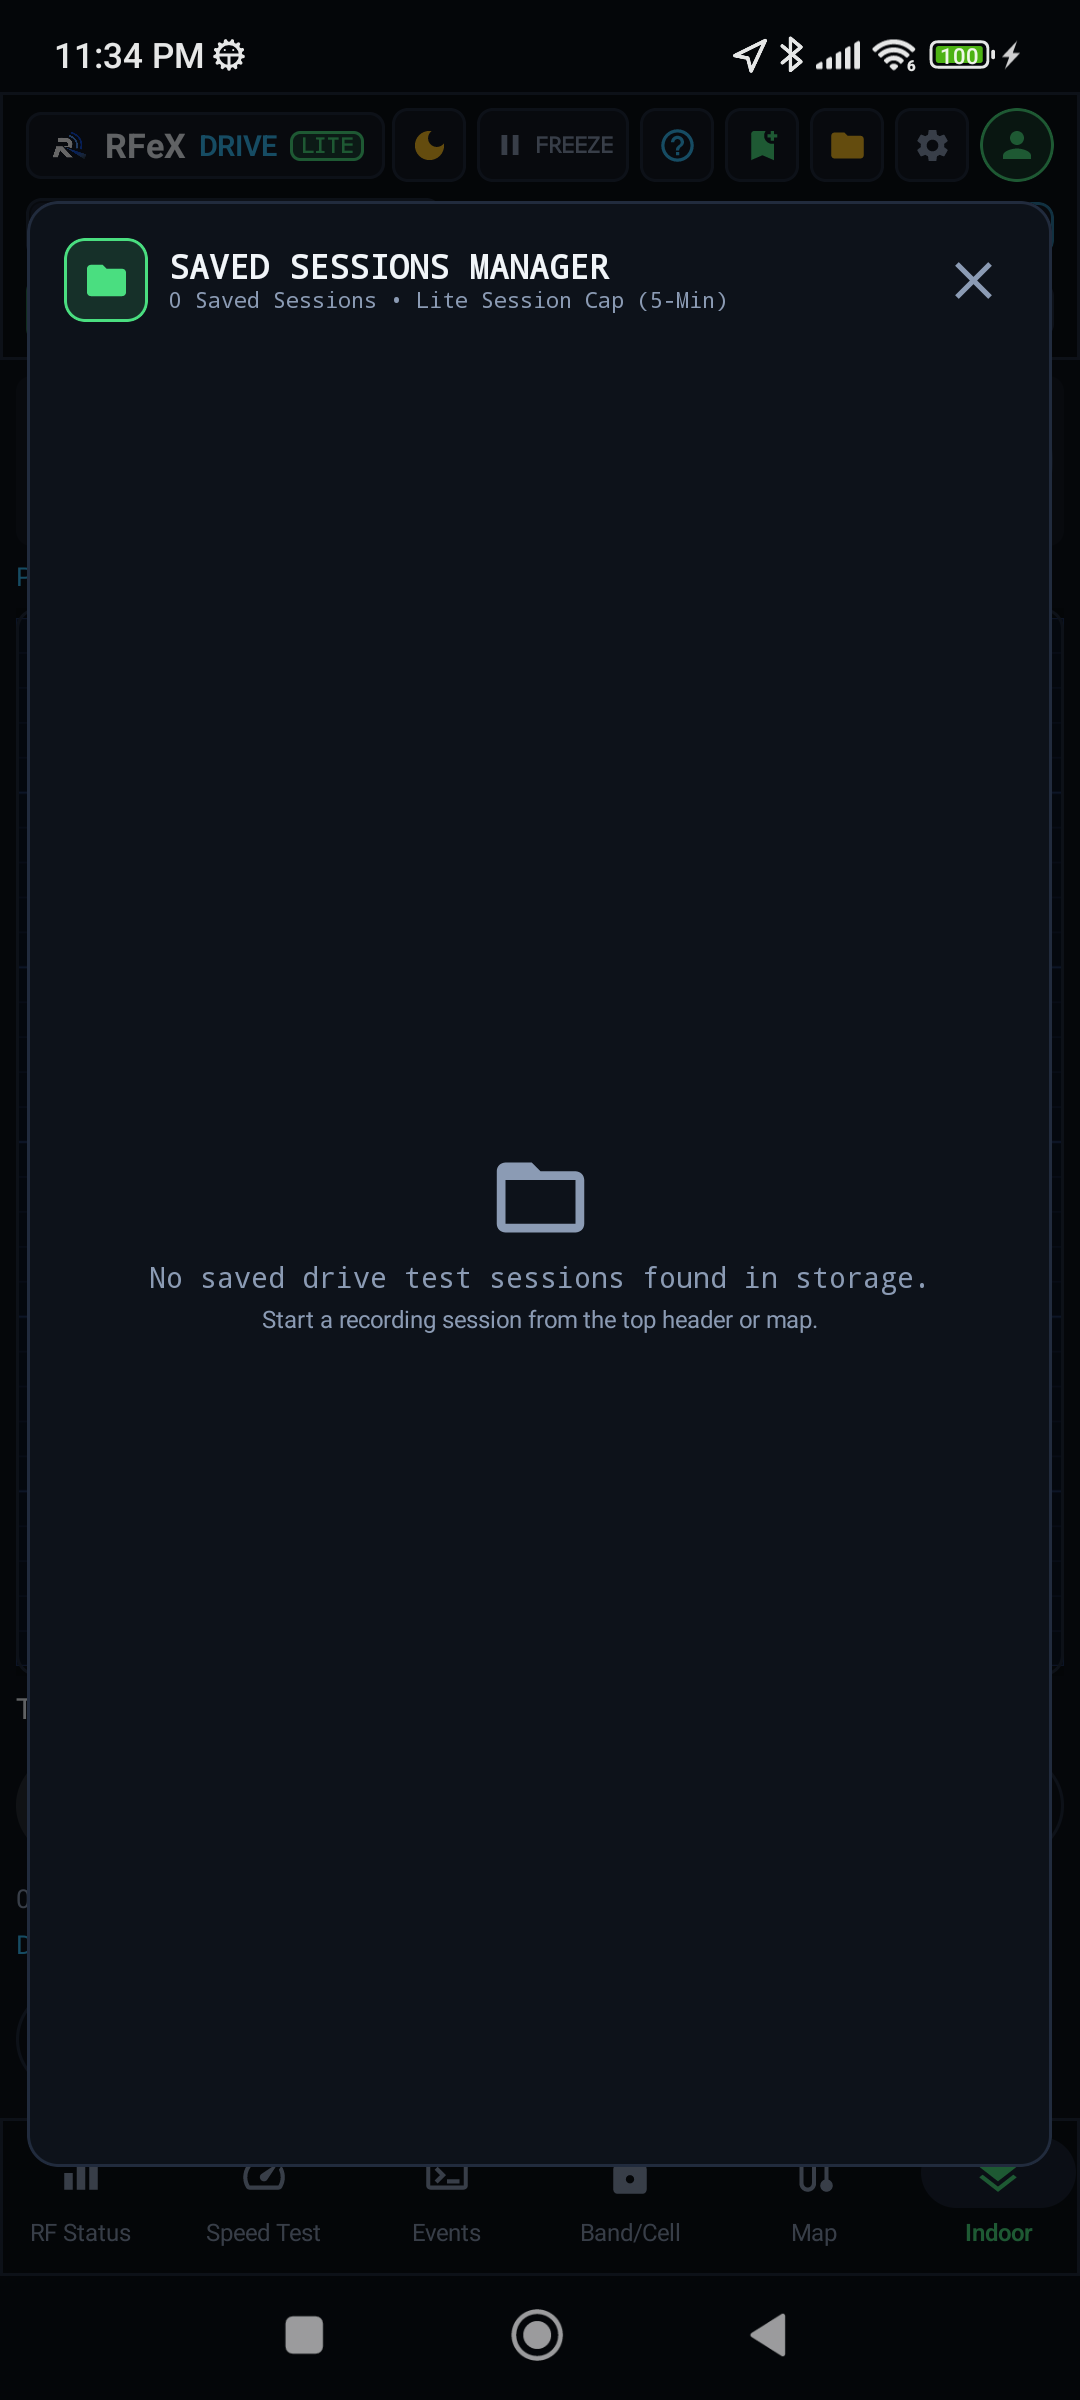 11:34 PM
6
100
RFeX DRIVE LITE
FREEZE
SAVED SESSIONS MANAGER
0 Saved Sessions • Lite Session Cap (5-Min)
No saved drive test sessions found in storage.
Start a recording session from the top header or map.
RF Status
Speed Test
Events
Band/Cell
Map
Indoor